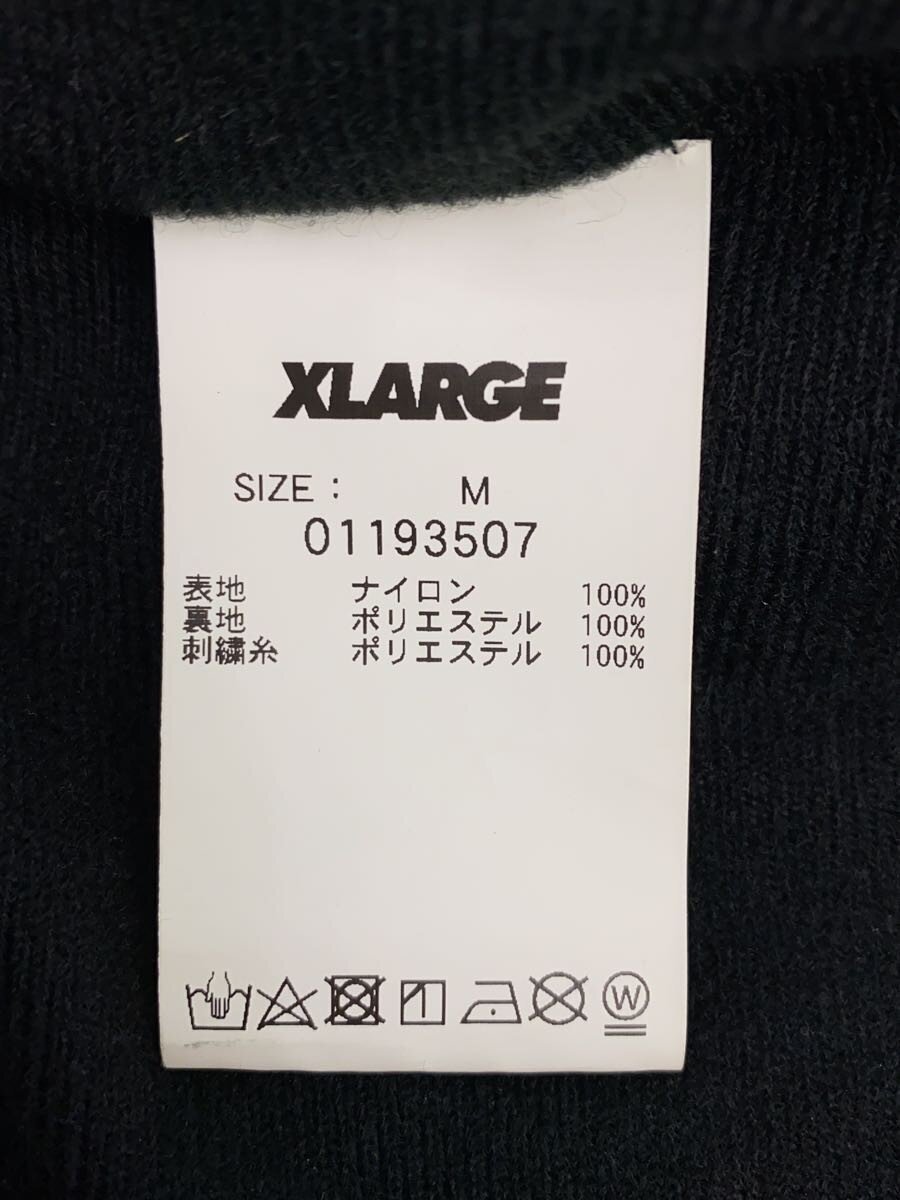 XLARGE
SIZE : M
01193507
表地 ナイロン 100%
裏地 ポリエステル 100%
刺繍糸 ポリエステル 100%
W